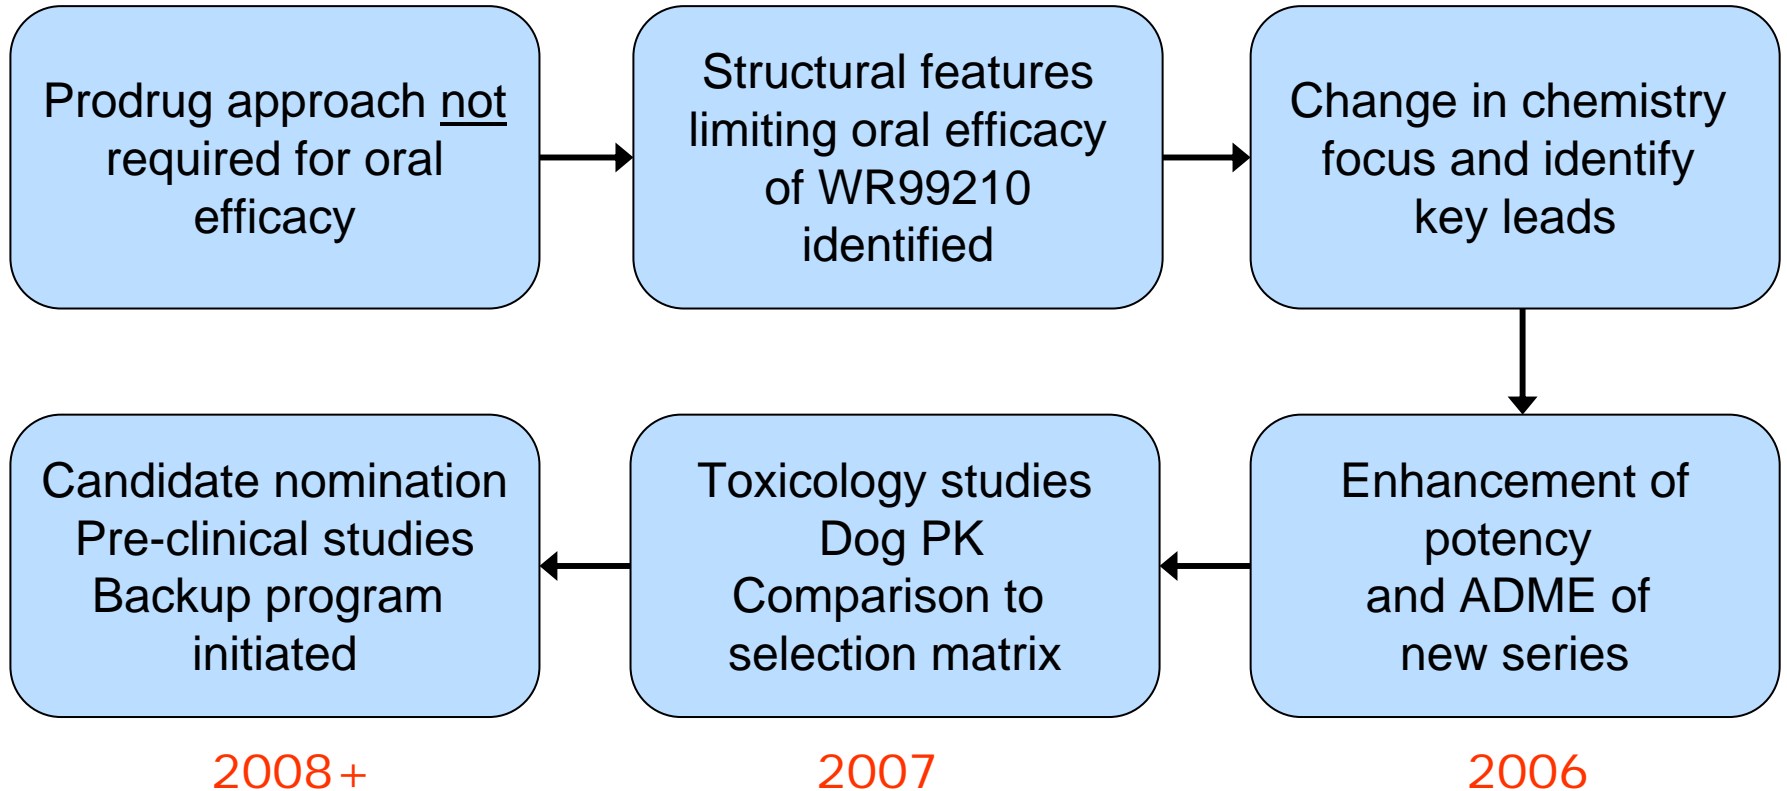 Prodrug approach not
required for oral
efficacy
Structural features
limiting oral efficacy
of WR99210
identified
Change in chemistry
focus and identify
key leads
Enhancement of
potency
and ADME of
new series
Toxicology studies
Dog PK
Comparison to
selection matrix
Candidate nomination
Pre-clinical studies
Backup program
initiated
2008+
2007
2006